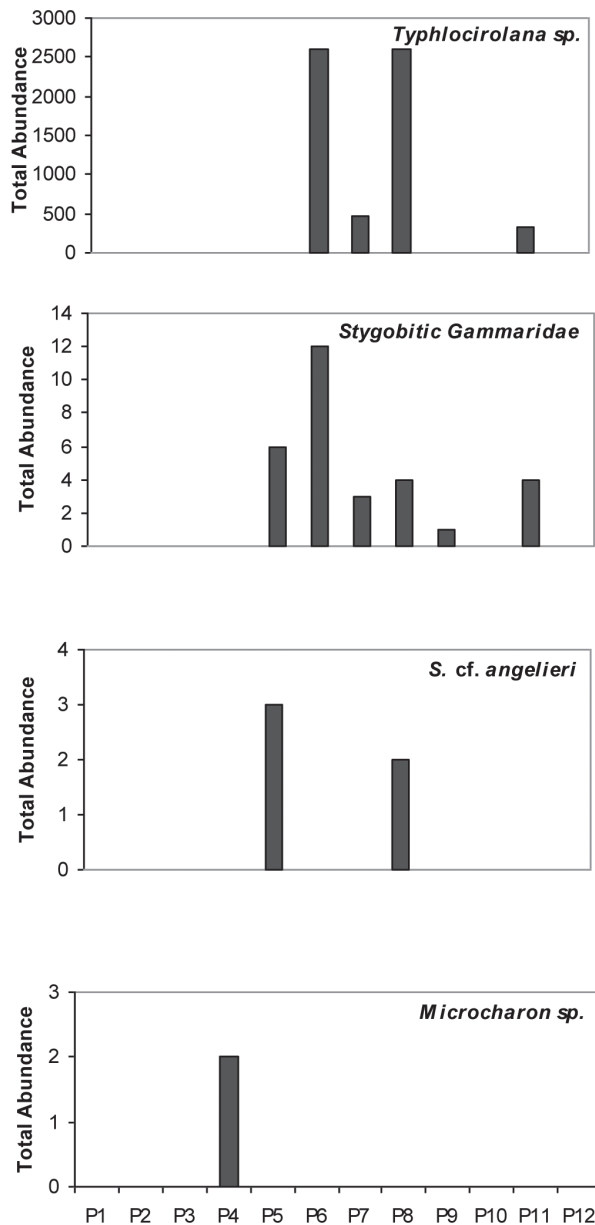 Typhlocirolana sp.
Total Abundance
3000
2500
2000
1500
1000
500
0
Stygobitic Gammaridae
Total Abundance
14
12
10
8
6
4
2
0
S. cf. angelieri
Total Abundance
4
3
2
1
0
Microcharon sp.
Total Abundance
3
2
1
0
P1 P2 P3 P4 P5 P6 P7 P8 P9 P10 P11 P12